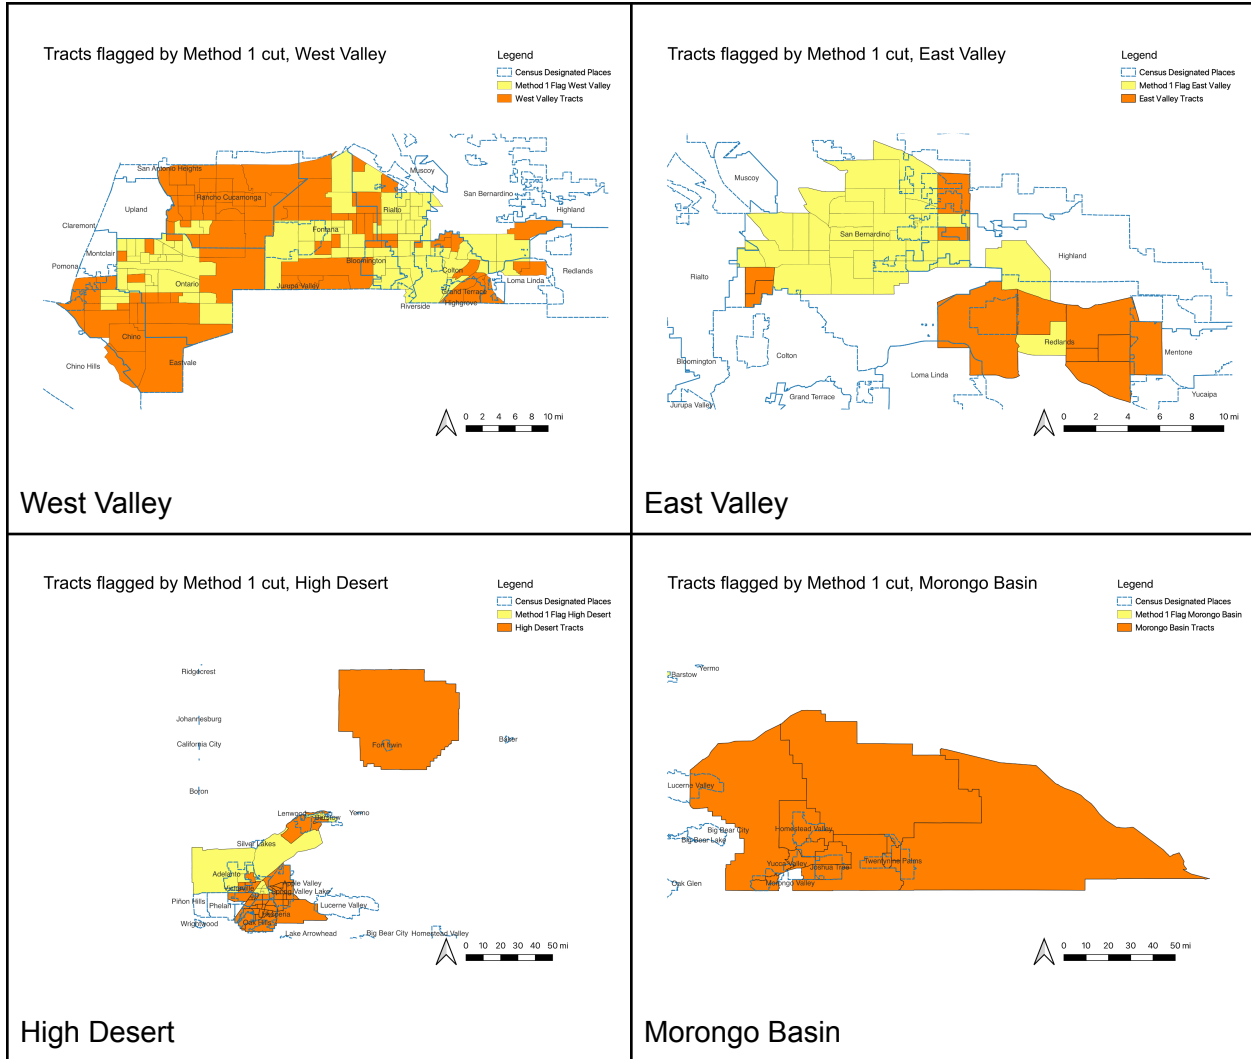 Tracts flagged by Method 1 cut, West Valley
Legend
Census Designated Places
Method 1 Flag West Valley
West Valley Tracts
San Antonio Heights
Muscoy
Rancho Cucamonga
San Bernardino
Upland
Rialto
Highland
Claremont
Fontana
Montclair
Bloomington
Pomona
Colton
Loma Linda
Redlands
Ontario
Jurupa Valley
Grand Terrace
Highgrove
Riverside
Chino
Chino Hills
Eastvale
0 2 4 6 8 10 mi
West Valley
Tracts flagged by Method 1 cut, East Valley
Legend
Census Designated Places
Method 1 Flag East Valley
East Valley Tracts
Muscoy
San Bernardino
Highland
Rialto
Redlands
Mentone
Bloomington
Colton
Loma Linda
Grand Terrace
Yucaipa
Jurupa Valley
0 2 4 6 8 10 mi
East Valley
Tracts flagged by Method 1 cut, High Desert
Legend
Census Designated Places
Method 1 Flag High Desert
High Desert Tracts
Ridgecrest
Johannesburg
California City
Fort Irwin
Baker
Boron
Lenwood
Barstow
Yermo
Silver Lakes
Adelanto
Victorville
Apple Valley
Spring Valley Lake
Piñon Hills
Phelan
Lucerne Valley
Hesperia
Wrightwood
Oak Hills
Lake Arrowhead
Big Bear City
Homestead Valley
0 10 20 30 40 50 mi
High Desert
Tracts flagged by Method 1 cut, Morongo Basin
Legend
Census Designated Places
Method 1 Flag Morongo Basin
Morongo Basin Tracts
Yermo
Barstow
Lucerne Valley
Big Bear City
Big Bear Lake
Homestead Valley
Yucca Valley
Joshua Tree
Twentynine Palms
Oak Glen
Morongo Valley
0 10 20 30 40 50 mi
Morongo Basin